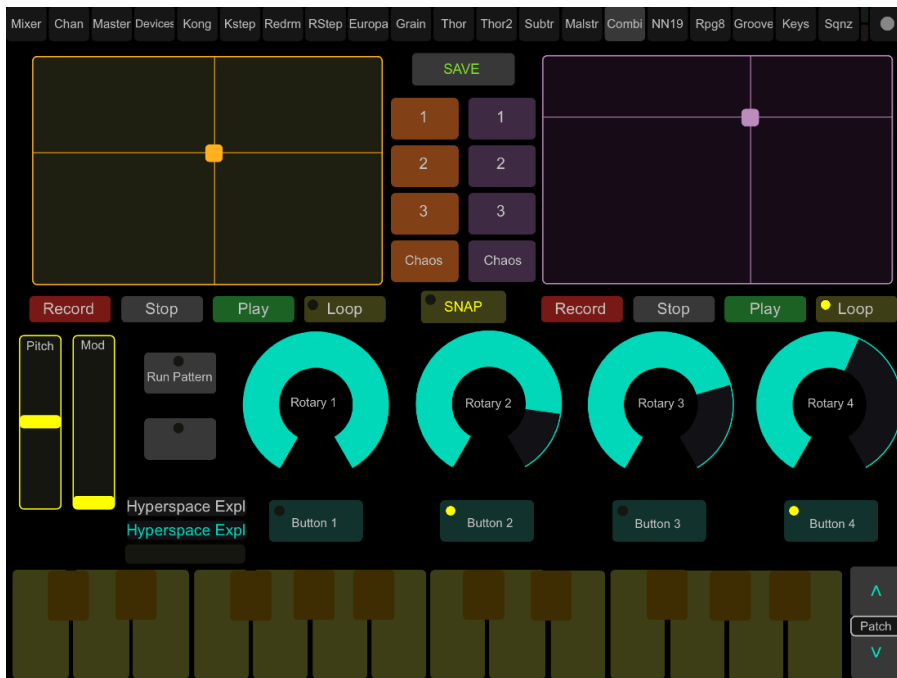 Mixer Chan Master Devices Kong Kstep Redrm RStep Europa Grain Thor Thor2 Subtr Malstr Combi NN19 Rpg8 Groove Keys Sqnz
SAVE
1 1
2 2
3 3
Chaos Chaos
Record Stop Play Loop SNAP Record Stop Play Loop
Pitch Mod
Run Pattern
Rotary 1 Rotary 2 Rotary 3 Rotary 4
Hyperspace Expl
Hyperspace Expl
Button 1 Button 2 Button 3 Button 4
Patch